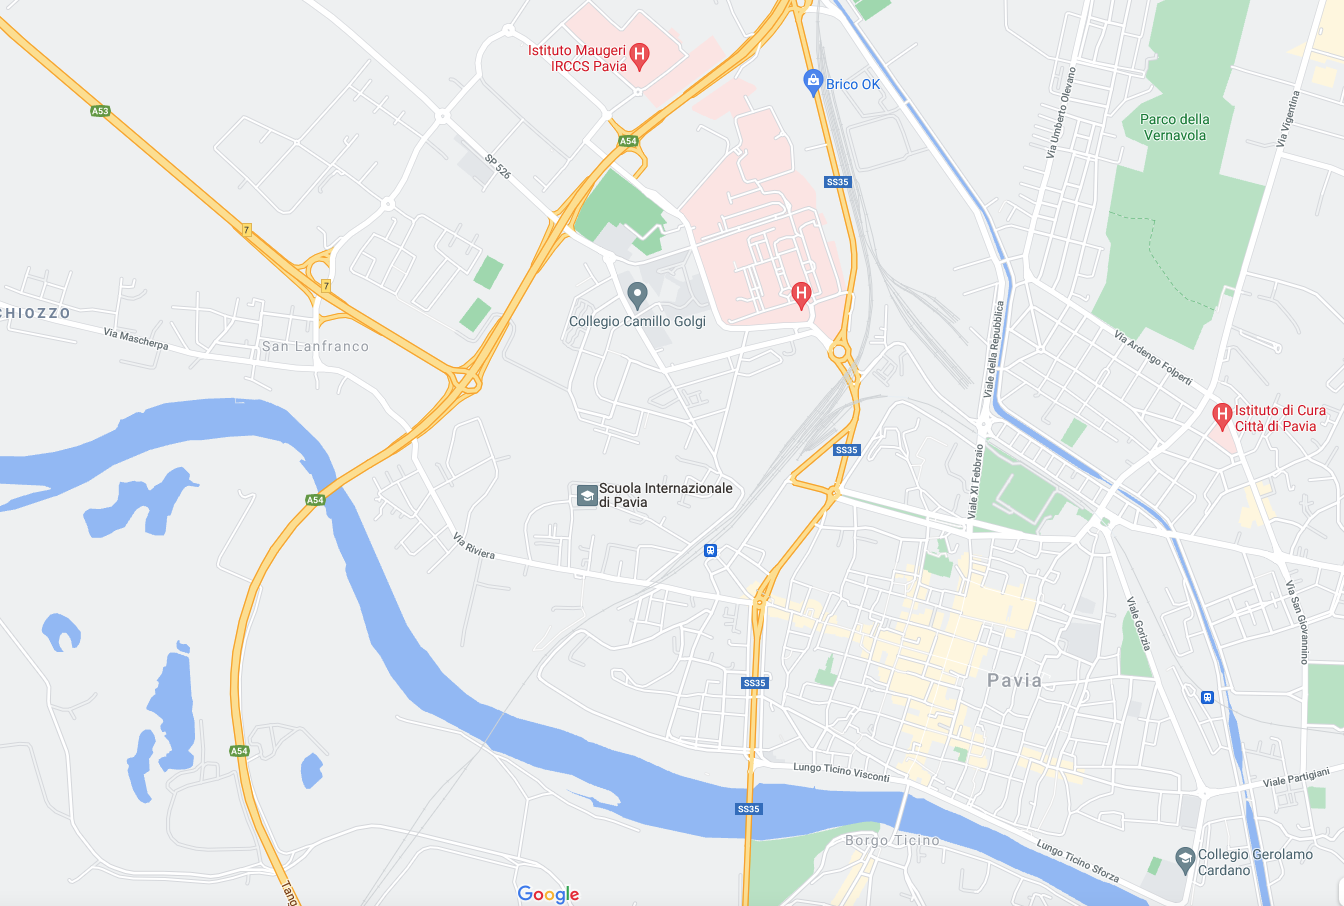 Istituto Maugeri
IRCCS Pavia
H
Brico OK
A53
A54
Parco della
Vernavola
Via Umberto Olevano
Via Vigentina
SP 526
SS35
7
7
H
CHIOZZO
Collegio Camillo Golgi
Via Mascherpa
San Lanfranco
Viale della Repubblica
Via Ardengo Folperti
H
Istituto di Cura
Città di Pavia
SS35
Viale XI Febbraio
A54
Scuola Internazionale
di Pavia
Via Riviera
Viale Gorizia
Via San Giovannino
SS35
Pavia
A54
Lungo Ticino Visconti
Viale Partigiani
SS35
Borgo Ticino
Lungo Ticino Sforza
Collegio Gerolamo
Cardano
Tang
Google